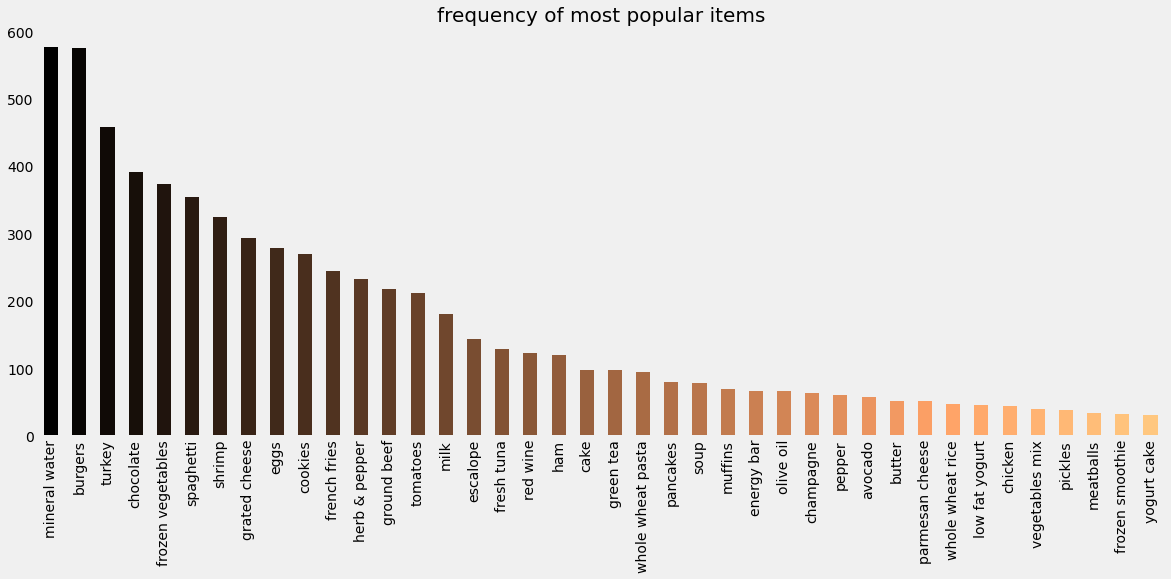 frequency of most popular items
600
500
400
300
200
100
0
mineral water
burgers
turkey
chocolate
frozen vegetables
spaghetti
shrimp
grated cheese
eggs
cookies
french fries
herb & pepper
ground beef
tomatoes
milk
escalope
fresh tuna
red wine
ham
cake
green tea
whole wheat pasta
pancakes
soup
muffins
energy bar
olive oil
champagne
pepper
avocado
butter
parmesan cheese
whole wheat rice
low fat yogurt
chicken
vegetables mix
pickles
meatballs
frozen smoothie
yogurt cake